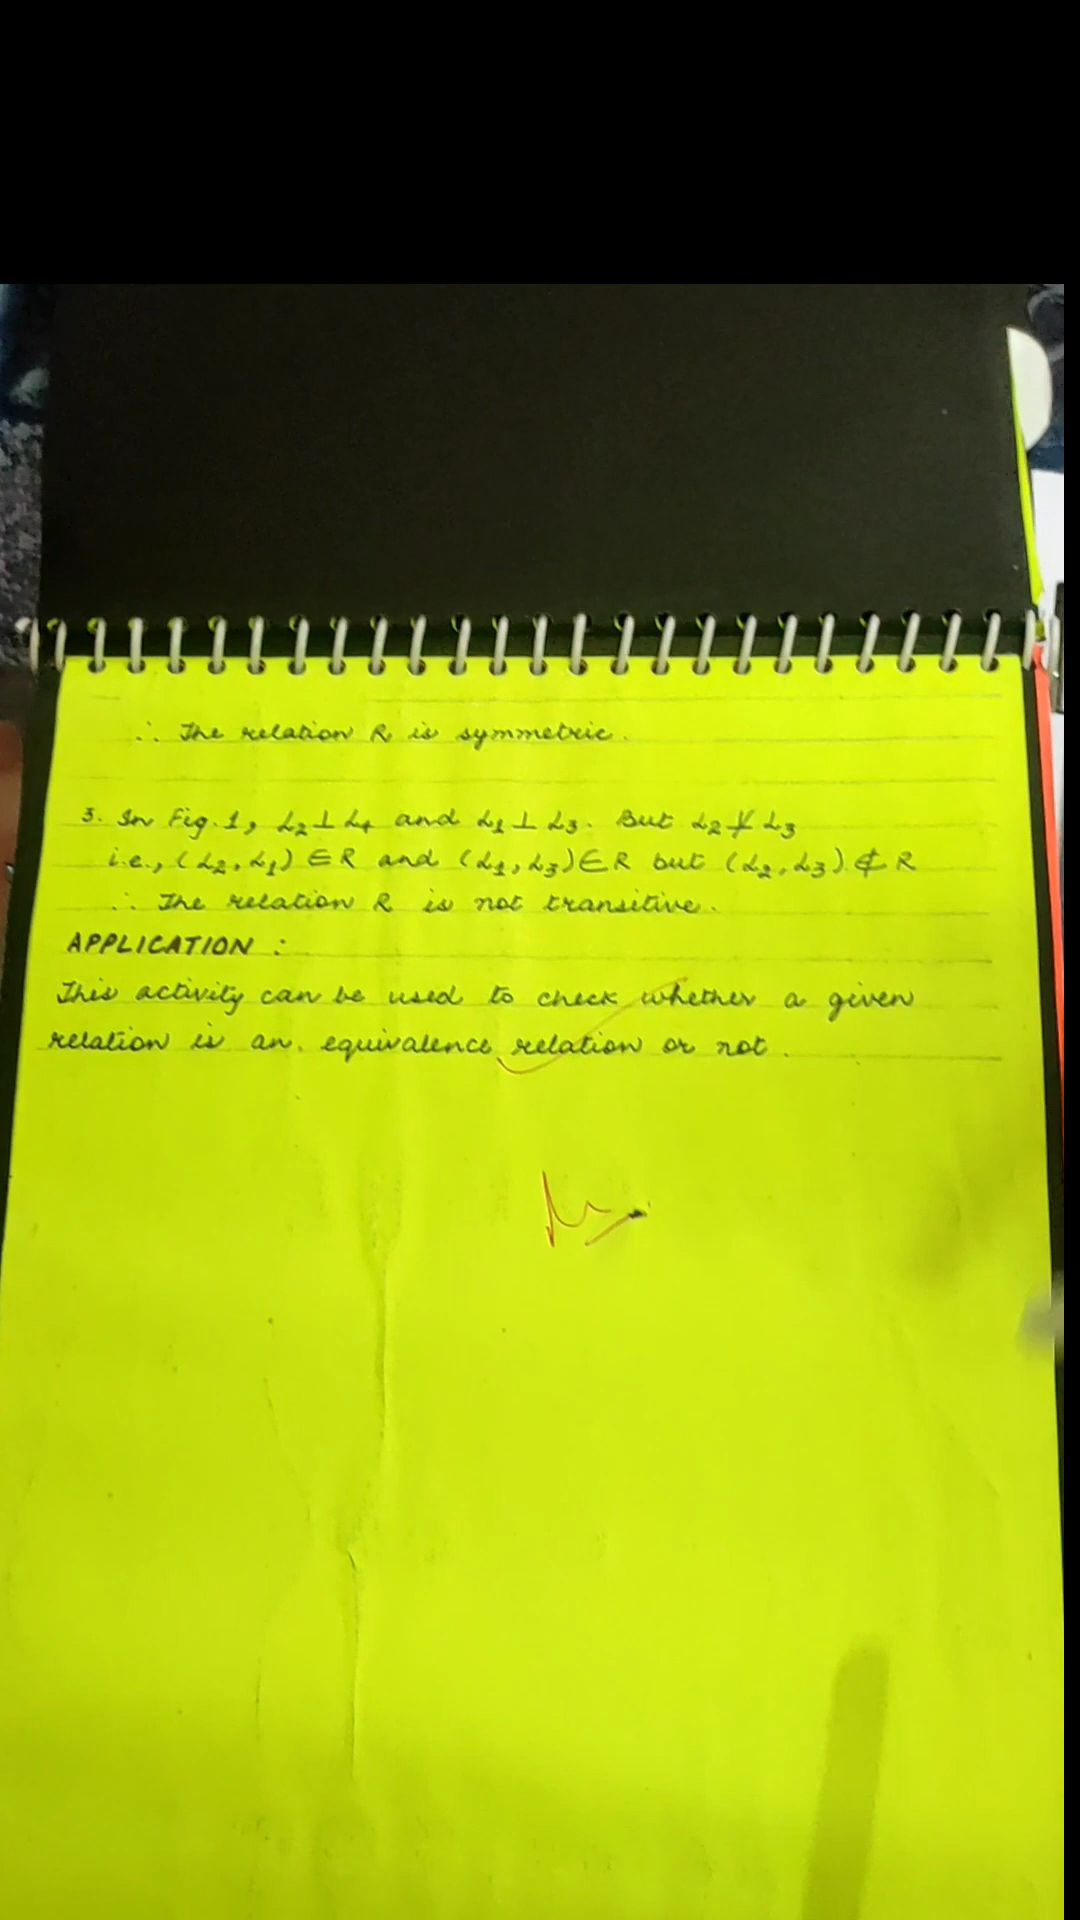 ∴ The relation R is symmetric.
3. In Fig. 1, L₂ ⊥ L₁ and L₁ ⊥ L₃. But L₂ ⊥̸ L₃
i.e., (L₂, L₁) ∈ R and (L₁, L₃) ∈ R but (L₂, L₃) ∉ R
∴ The relation R is not transitive.
APPLICATION :
This activity can be used to check whether a given
relation is an equivalence relation or not.